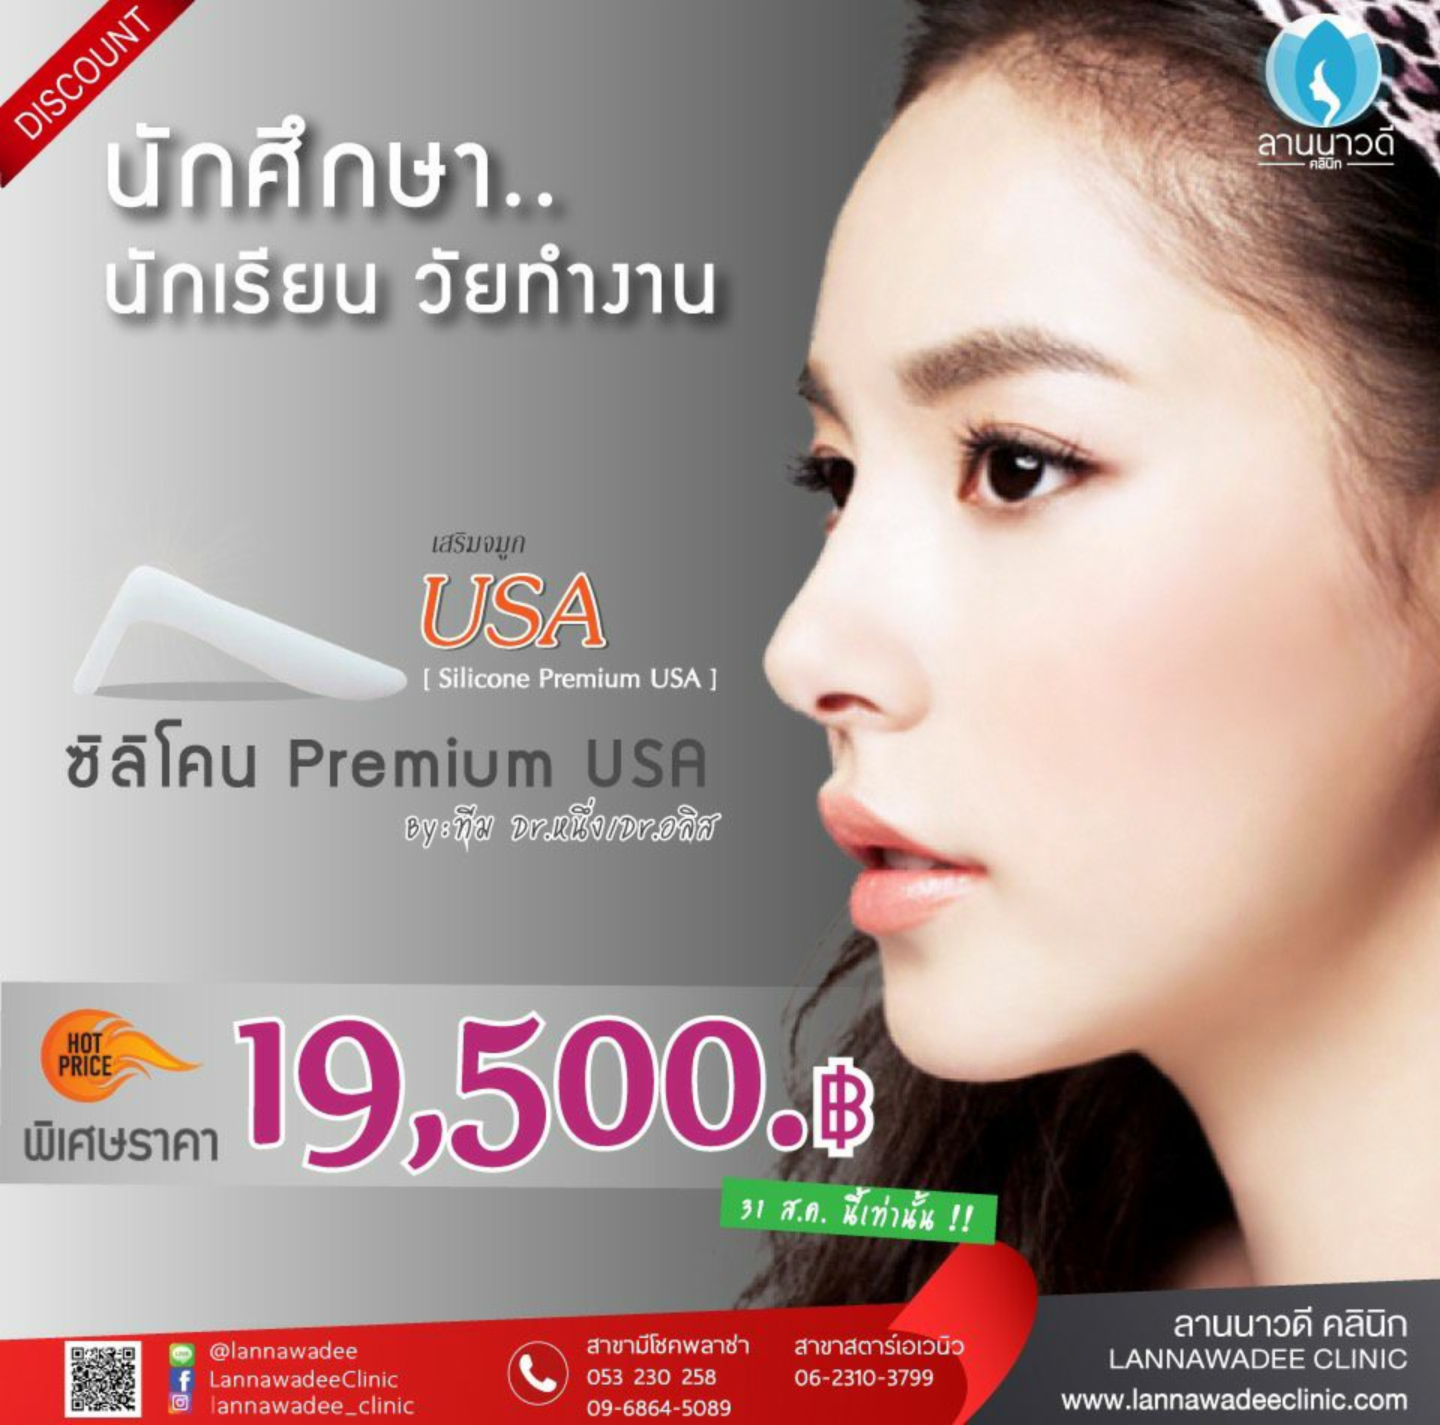 DISCOUNT
ลานนาวดี
คลินิก
นักศึกษา..
นักเรียน วัยทำงาน
เสริมจมูก
USA
[ Silicone Premium USA ]
ซิลิโคน Premium USA
By:ทีม Dr.หนึ่ง/Dr.อลิส
HOT
PRICE
พิเศษราคา
19,500.฿
31 ส.ค. นี้เท่านั้น !!
@lannawadee
LannawadeeClinic
lannawadee_clinic
สาขามีโชคพลาซ่า
053 230 258
09-6864-5089
สาขาสตาร์เอเวนิว
06-2310-3799
ลานนาวดี คลินิก
LANNAWADEE CLINIC
www.lannawadeeclinic.com